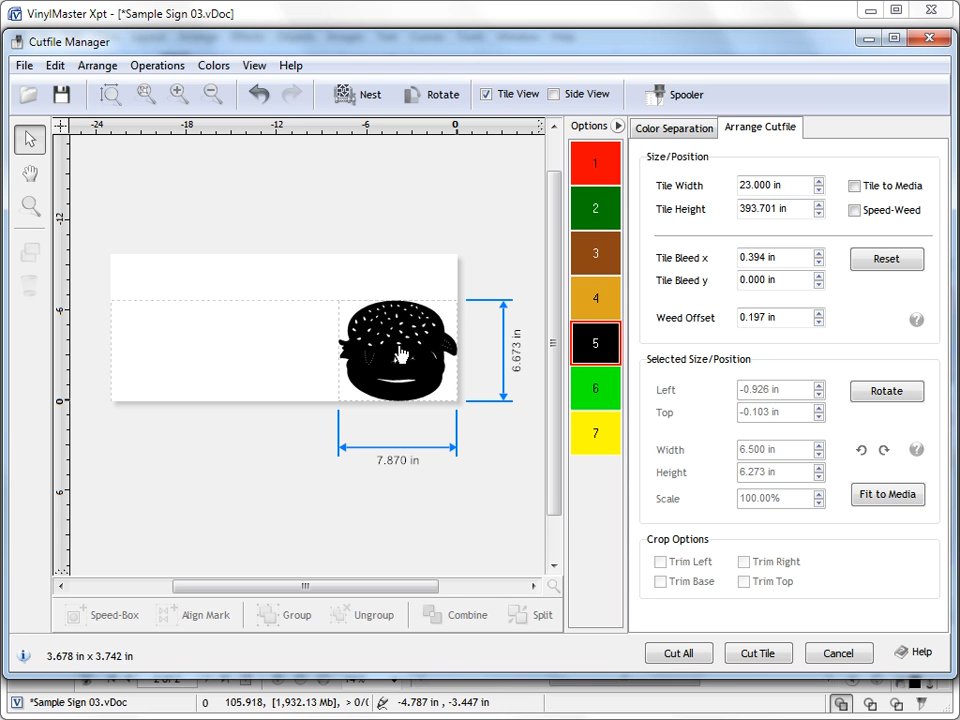 VinylMaster Xpt - [*Sample Sign 03.vDoc]
Cutfile Manager
File Edit Arrange Operations Colors View Help
Nest Rotate Tile View Side View Spooler
-24 -18 -12 -6 0
-12
-6
0
6
Options
1
2
3
4
5
6
7
6.673 in
7.870 in
Color Separation Arrange Cutfile
Size/Position
Tile Width 23.000 in Tile to Media
Tile Height 393.701 in Speed-Weed
Tile Bleed x 0.394 in Reset
Tile Bleed y 0.000 in
Weed Offset 0.197 in
Selected Size/Position
Left -0.926 in Rotate
Top -0.103 in
Width 6.500 in
Height 6.273 in
Scale 100.00% Fit to Media
Crop Options
Trim Left Trim Right
Trim Base Trim Top
Speed-Box Align Mark Group Ungroup Combine Split
3.678 in x 3.742 in Cut All Cut Tile Cancel Help
*Sample Sign 03.vDoc 0 105.918, [1,932.13 Mb], > 0/( -4.787 in , -3.447 in